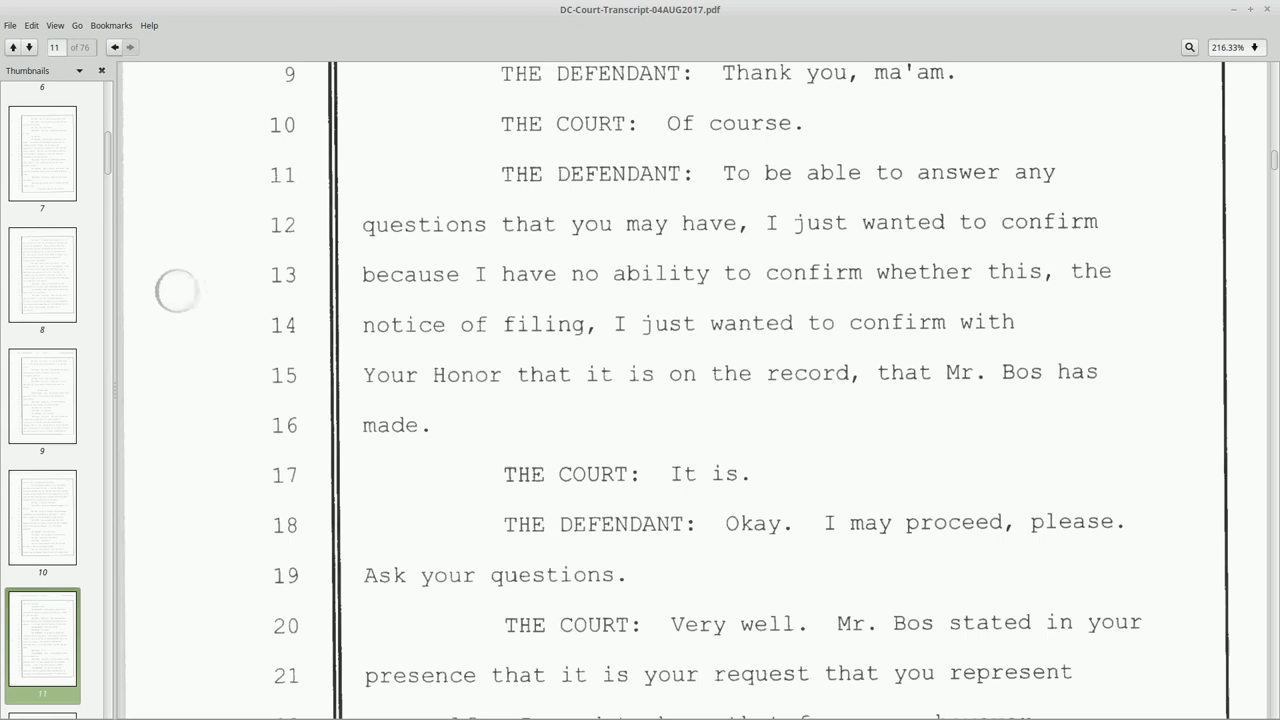 DC-Court-Transcript-04AUG2017.pdf
File Edit View Go Bookmarks Help
11 of 76
216.33%
Thumbnails
6
7
8
9
10
11
9 THE DEFENDANT: Thank you, ma'am.
10 THE COURT: Of course.
11 THE DEFENDANT: To be able to answer any
12 questions that you may have, I just wanted to confirm
13 because I have no ability to confirm whether this, the
14 notice of filing, I just wanted to confirm with
15 Your Honor that it is on the record, that Mr. Bos has
16 made.
17 THE COURT: It is.
18 THE DEFENDANT: Okay. I may proceed, please.
19 Ask your questions.
20 THE COURT: Very well. Mr. Bos stated in your
21 presence that it is your request that you represent